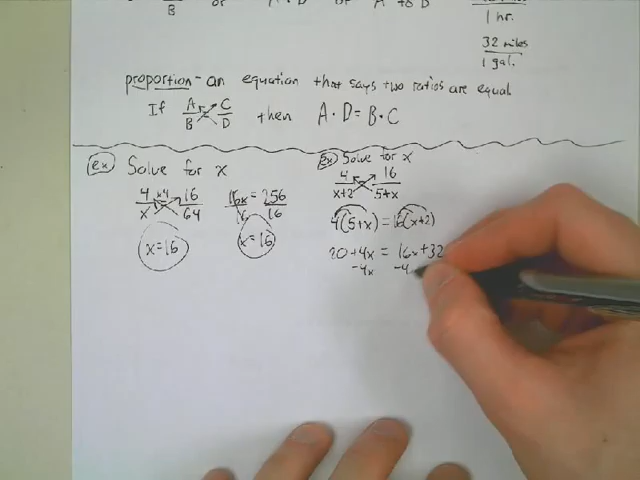 A
B or A to B
1 hr.
32 miles
1 gal.
proportion - an equation that says two ratios are equal
If A/B C/D then A · D = B · C
ex Solve for x
4/x x4 16/64
16x/16 = 256/16
x = 16
x = 16
Ex Solve for x
4/x+2 16/5+x
4(5+x) = 16(x+2)
20+4x = 16x+32
-4x -4